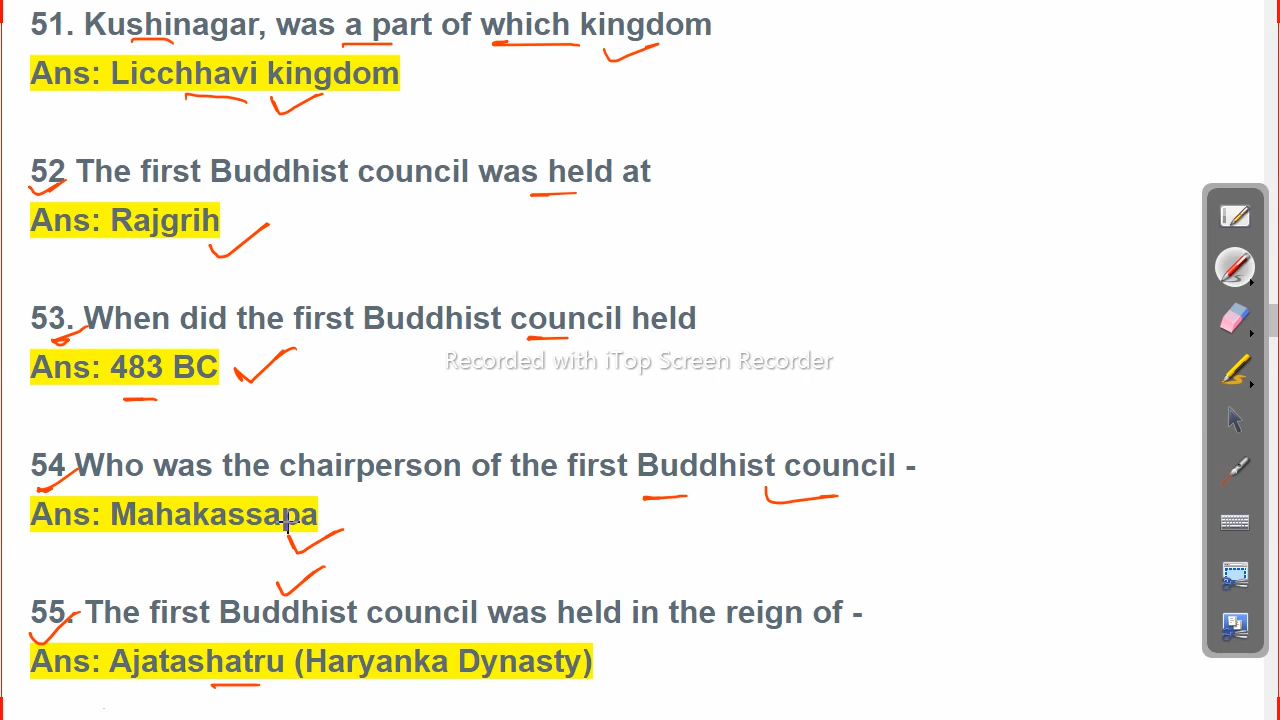 51. Kushinagar, was a part of which kingdom
Ans: Licchhavi kingdom
52 The first Buddhist council was held at
Ans: Rajgrih
53. When did the first Buddhist council held
Ans: 483 BC
Recorded with iTop Screen Recorder
54 Who was the chairperson of the first Buddhist council -
Ans: Mahakassapa
55. The first Buddhist council was held in the reign of -
Ans: Ajatashatru (Haryanka Dynasty)